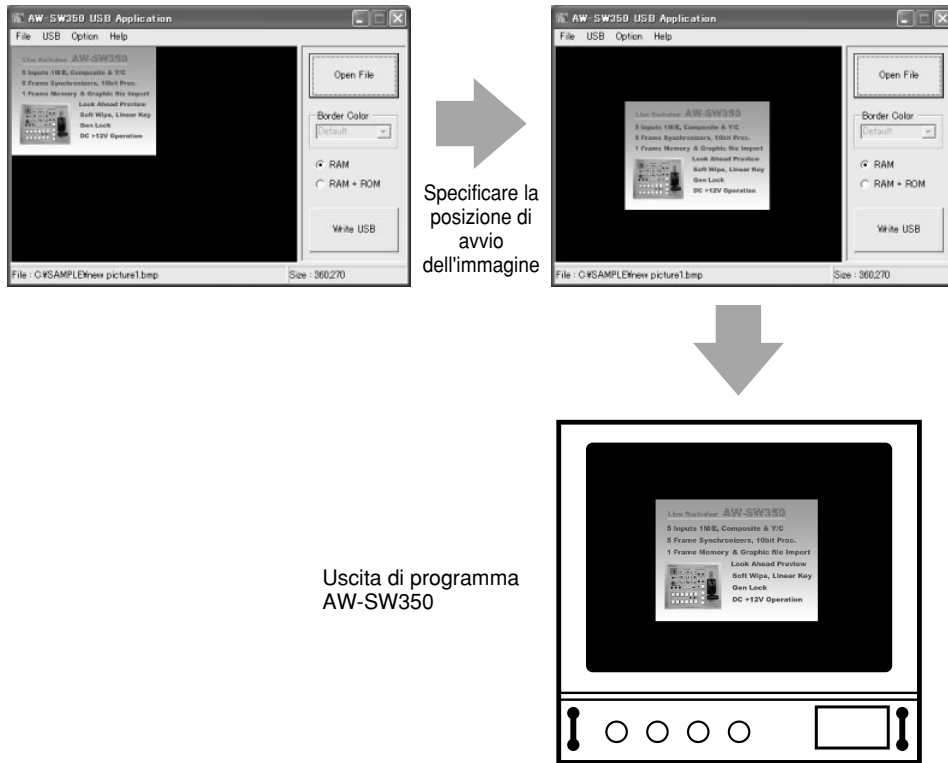 AW-SW350 USB Application
File USB Option Help
Live Switcher AW-SW350
5 Inputs 1M/E, Composite & Y/C
5 Frame Synchronizers, 10bit Proc.
1 Frame Memory & Graphic file Import
Look Ahead Preview
Soft Wipe, Linear Key
Gen Lock
DC +12V Operation
Open File
Border Color
Default
RAM
RAM + ROM
Write USB
File : C:¥SAMPLE¥new picture1.bmp
Size : 360,270
Specificare la
posizione di
avvio
dell'immagine
AW-SW350 USB Application
File USB Option Help
Live Switcher AW-SW350
5 Inputs 1M/E, Composite & Y/C
5 Frame Synchronizers, 10bit Proc.
1 Frame Memory & Graphic file Import
Look Ahead Preview
Soft Wipe, Linear Key
Gen Lock
DC +12V Operation
Open File
Border Color
Default
RAM
RAM + ROM
Write USB
File : C:¥SAMPLE¥new picture1.bmp
Size : 360,270
Uscita di programma
AW-SW350
Live Switcher AW-SW350
5 Inputs 1M/E, Composite & Y/C
5 Frame Synchronizers, 10bit Proc.
1 Frame Memory & Graphic file Import
Look Ahead Preview
Soft Wipe, Linear Key
Gen Lock
DC +12V Operation